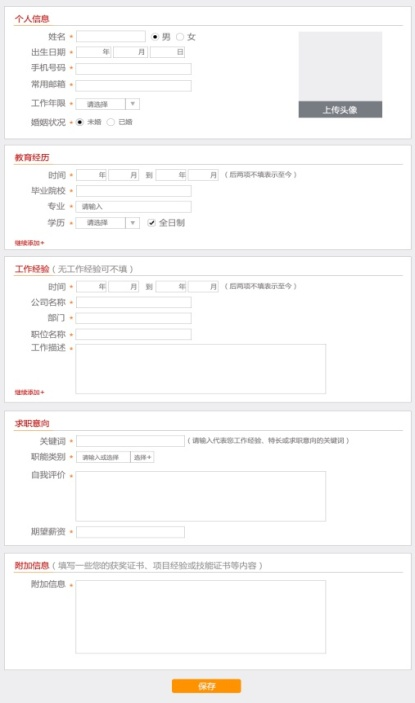 个人信息
姓名 * 男 女
出生日期 * 年 月 日
手机号码 *
常用邮箱 *
工作年限 * 请选择
上传头像
婚姻状况 * 未婚 已婚
教育经历
时间 * 年 月 到 年 月 (后两项不填表示至今)
毕业院校 *
专业 * 请输入
学历 * 请选择 全日制
继续添加+
工作经验(无工作经验可不填)
时间 * 年 月 到 年 月 (后两项不填表示至今)
公司名称 *
部门 *
职位名称 *
工作描述 *
继续添加+
求职意向
关键词 * (请输入代表您工作经验、特长或求职意向的关键词)
职能类别 * 请输入或选择 选择+
自我评价 *
期望薪资 *
附加信息(填写一些您的获奖证书、项目经验或技能证书等内容)
附加信息 *
保存